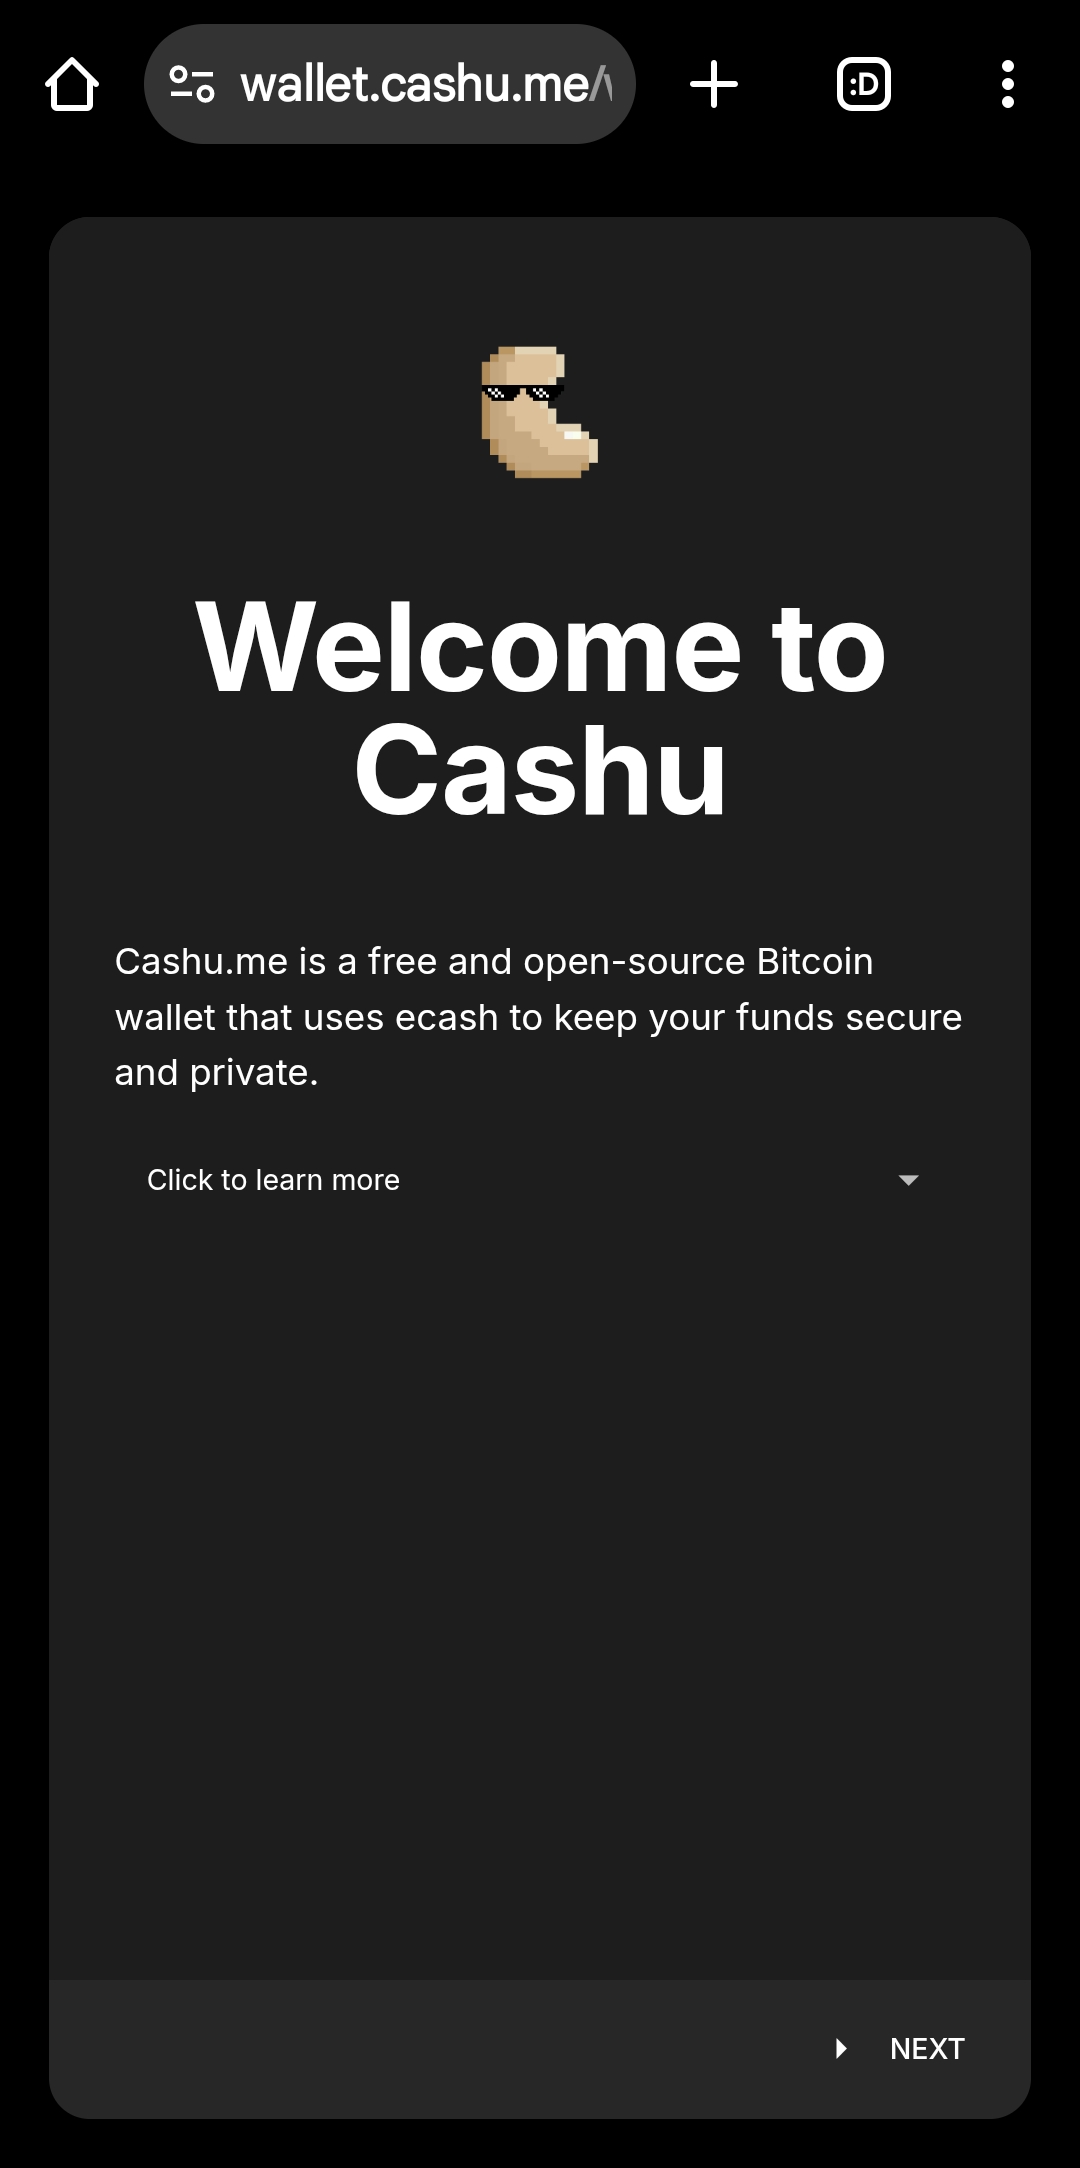 wallet.cashu.me/
:D
Welcome to
Cashu
Cashu.me is a free and open-source Bitcoin
wallet that uses ecash to keep your funds secure
and private.
Click to learn more
NEXT